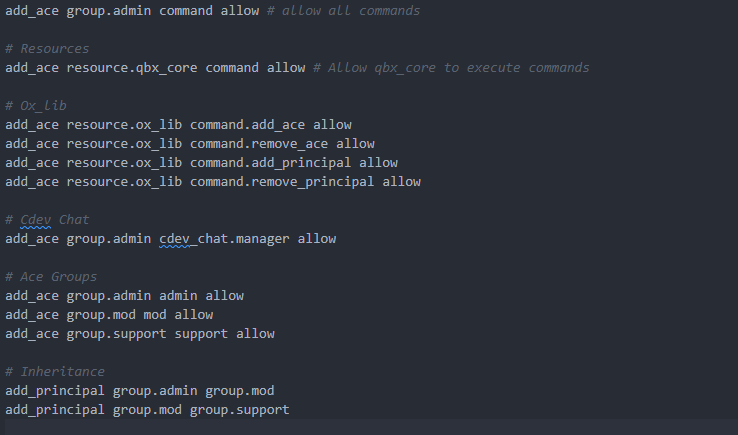 add_ace group.admin command allow # allow all commands
# Resources
add_ace resource.qbx_core command allow # Allow qbx_core to execute commands
# Ox_lib
add_ace resource.ox_lib command.add_ace allow
add_ace resource.ox_lib command.remove_ace allow
add_ace resource.ox_lib command.add_principal allow
add_ace resource.ox_lib command.remove_principal allow
# Cdev Chat
add_ace group.admin cdev_chat.manager allow
# Ace Groups
add_ace group.admin admin allow
add_ace group.mod mod allow
add_ace group.support support allow
# Inheritance
add_principal group.admin group.mod
add_principal group.mod group.support